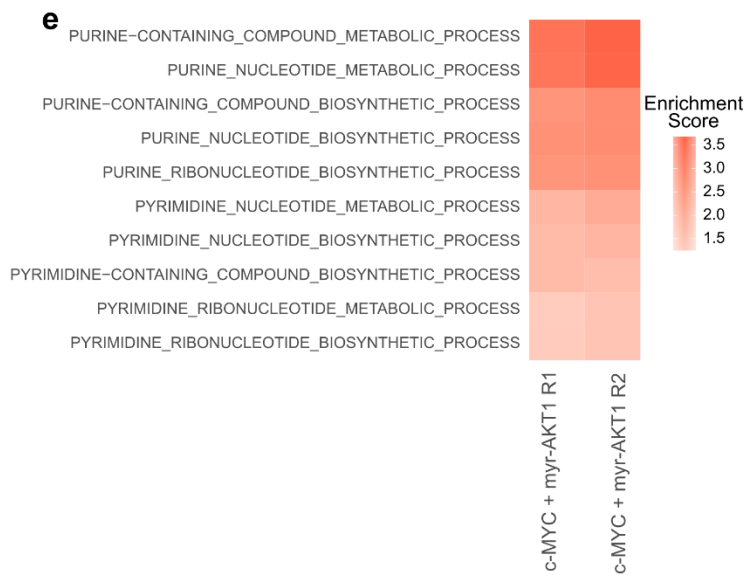 e
PURINE−CONTAINING_COMPOUND_METABOLIC_PROCESS
PURINE_NUCLEOTIDE_METABOLIC_PROCESS
PURINE−CONTAINING_COMPOUND_BIOSYNTHETIC_PROCESS
PURINE_NUCLEOTIDE_BIOSYNTHETIC_PROCESS
PURINE_RIBONUCLEOTIDE_BIOSYNTHETIC_PROCESS
PYRIMIDINE_NUCLEOTIDE_METABOLIC_PROCESS
PYRIMIDINE_NUCLEOTIDE_BIOSYNTHETIC_PROCESS
PYRIMIDINE−CONTAINING_COMPOUND_BIOSYNTHETIC_PROCESS
PYRIMIDINE_RIBONUCLEOTIDE_METABOLIC_PROCESS
PYRIMIDINE_RIBONUCLEOTIDE_BIOSYNTHETIC_PROCESS
Enrichment
Score
3.5
3.0
2.5
2.0
1.5
c-MYC + myr-AKT1 R1
c-MYC + myr-AKT1 R2